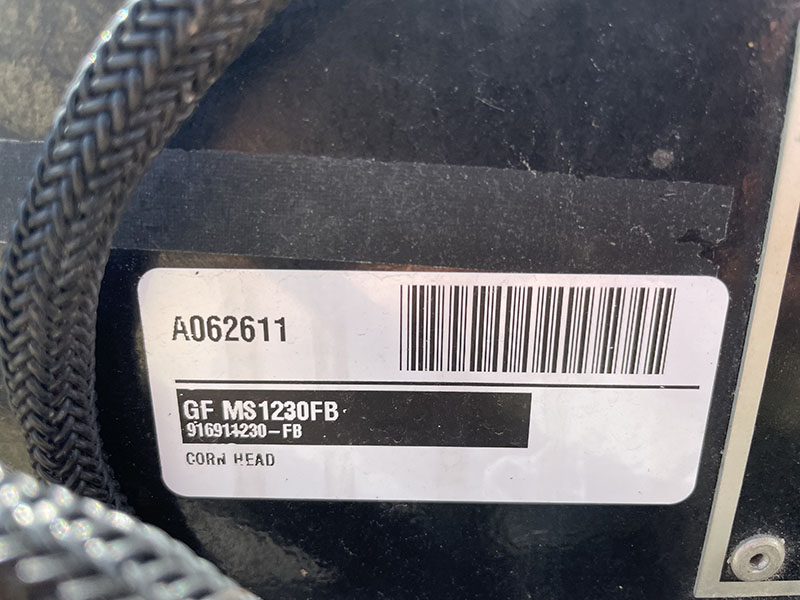 A062611
GF MS1230FB
916911230-FB
CORN HEAD